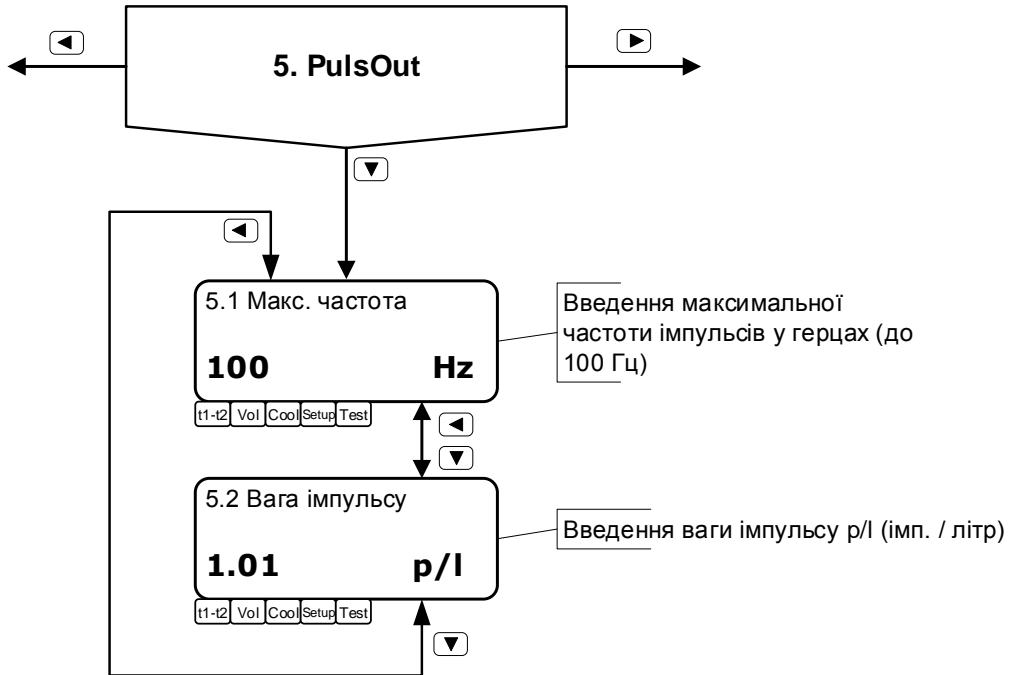 5. PulsOut
5.1 Макс. частота
100 Hz
t1-t2 Vol Cool Setup Test
Введення максимальної
частоти імпульсів у герцах (до
100 Гц)
5.2 Вага імпульсу
1.01 p/l
t1-t2 Vol Cool Setup Test
Введення ваги імпульсу p/l (імп. / літр)